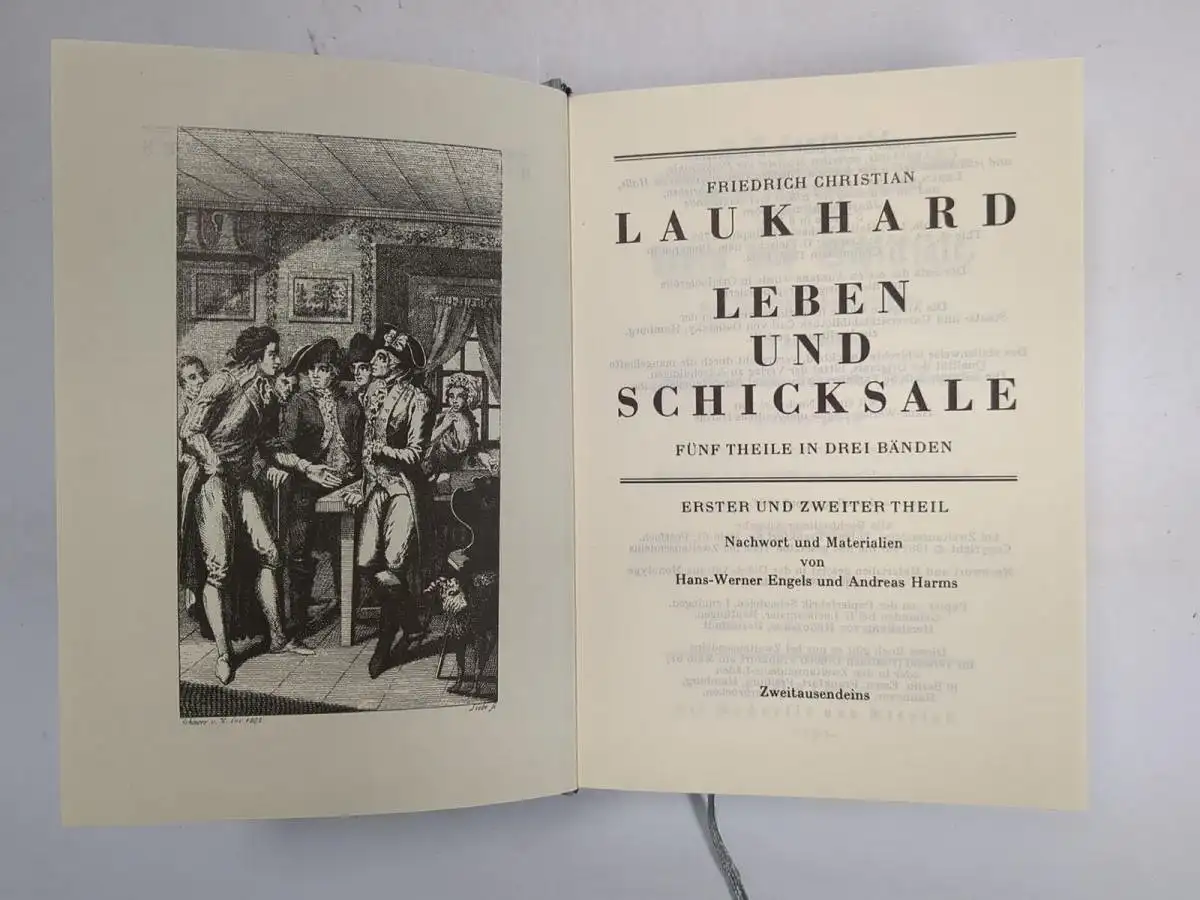 FRIEDRICH CHRISTIAN
LAUKHARD
LEBEN
UND
SCHICKSALE
FÜNF THEILE IN DREI BÄNDEN
ERSTER UND ZWEITER THEIL
Nachwort und Materialien
von
Hans-Werner Engels und Andreas Harms
Zweitausendeins